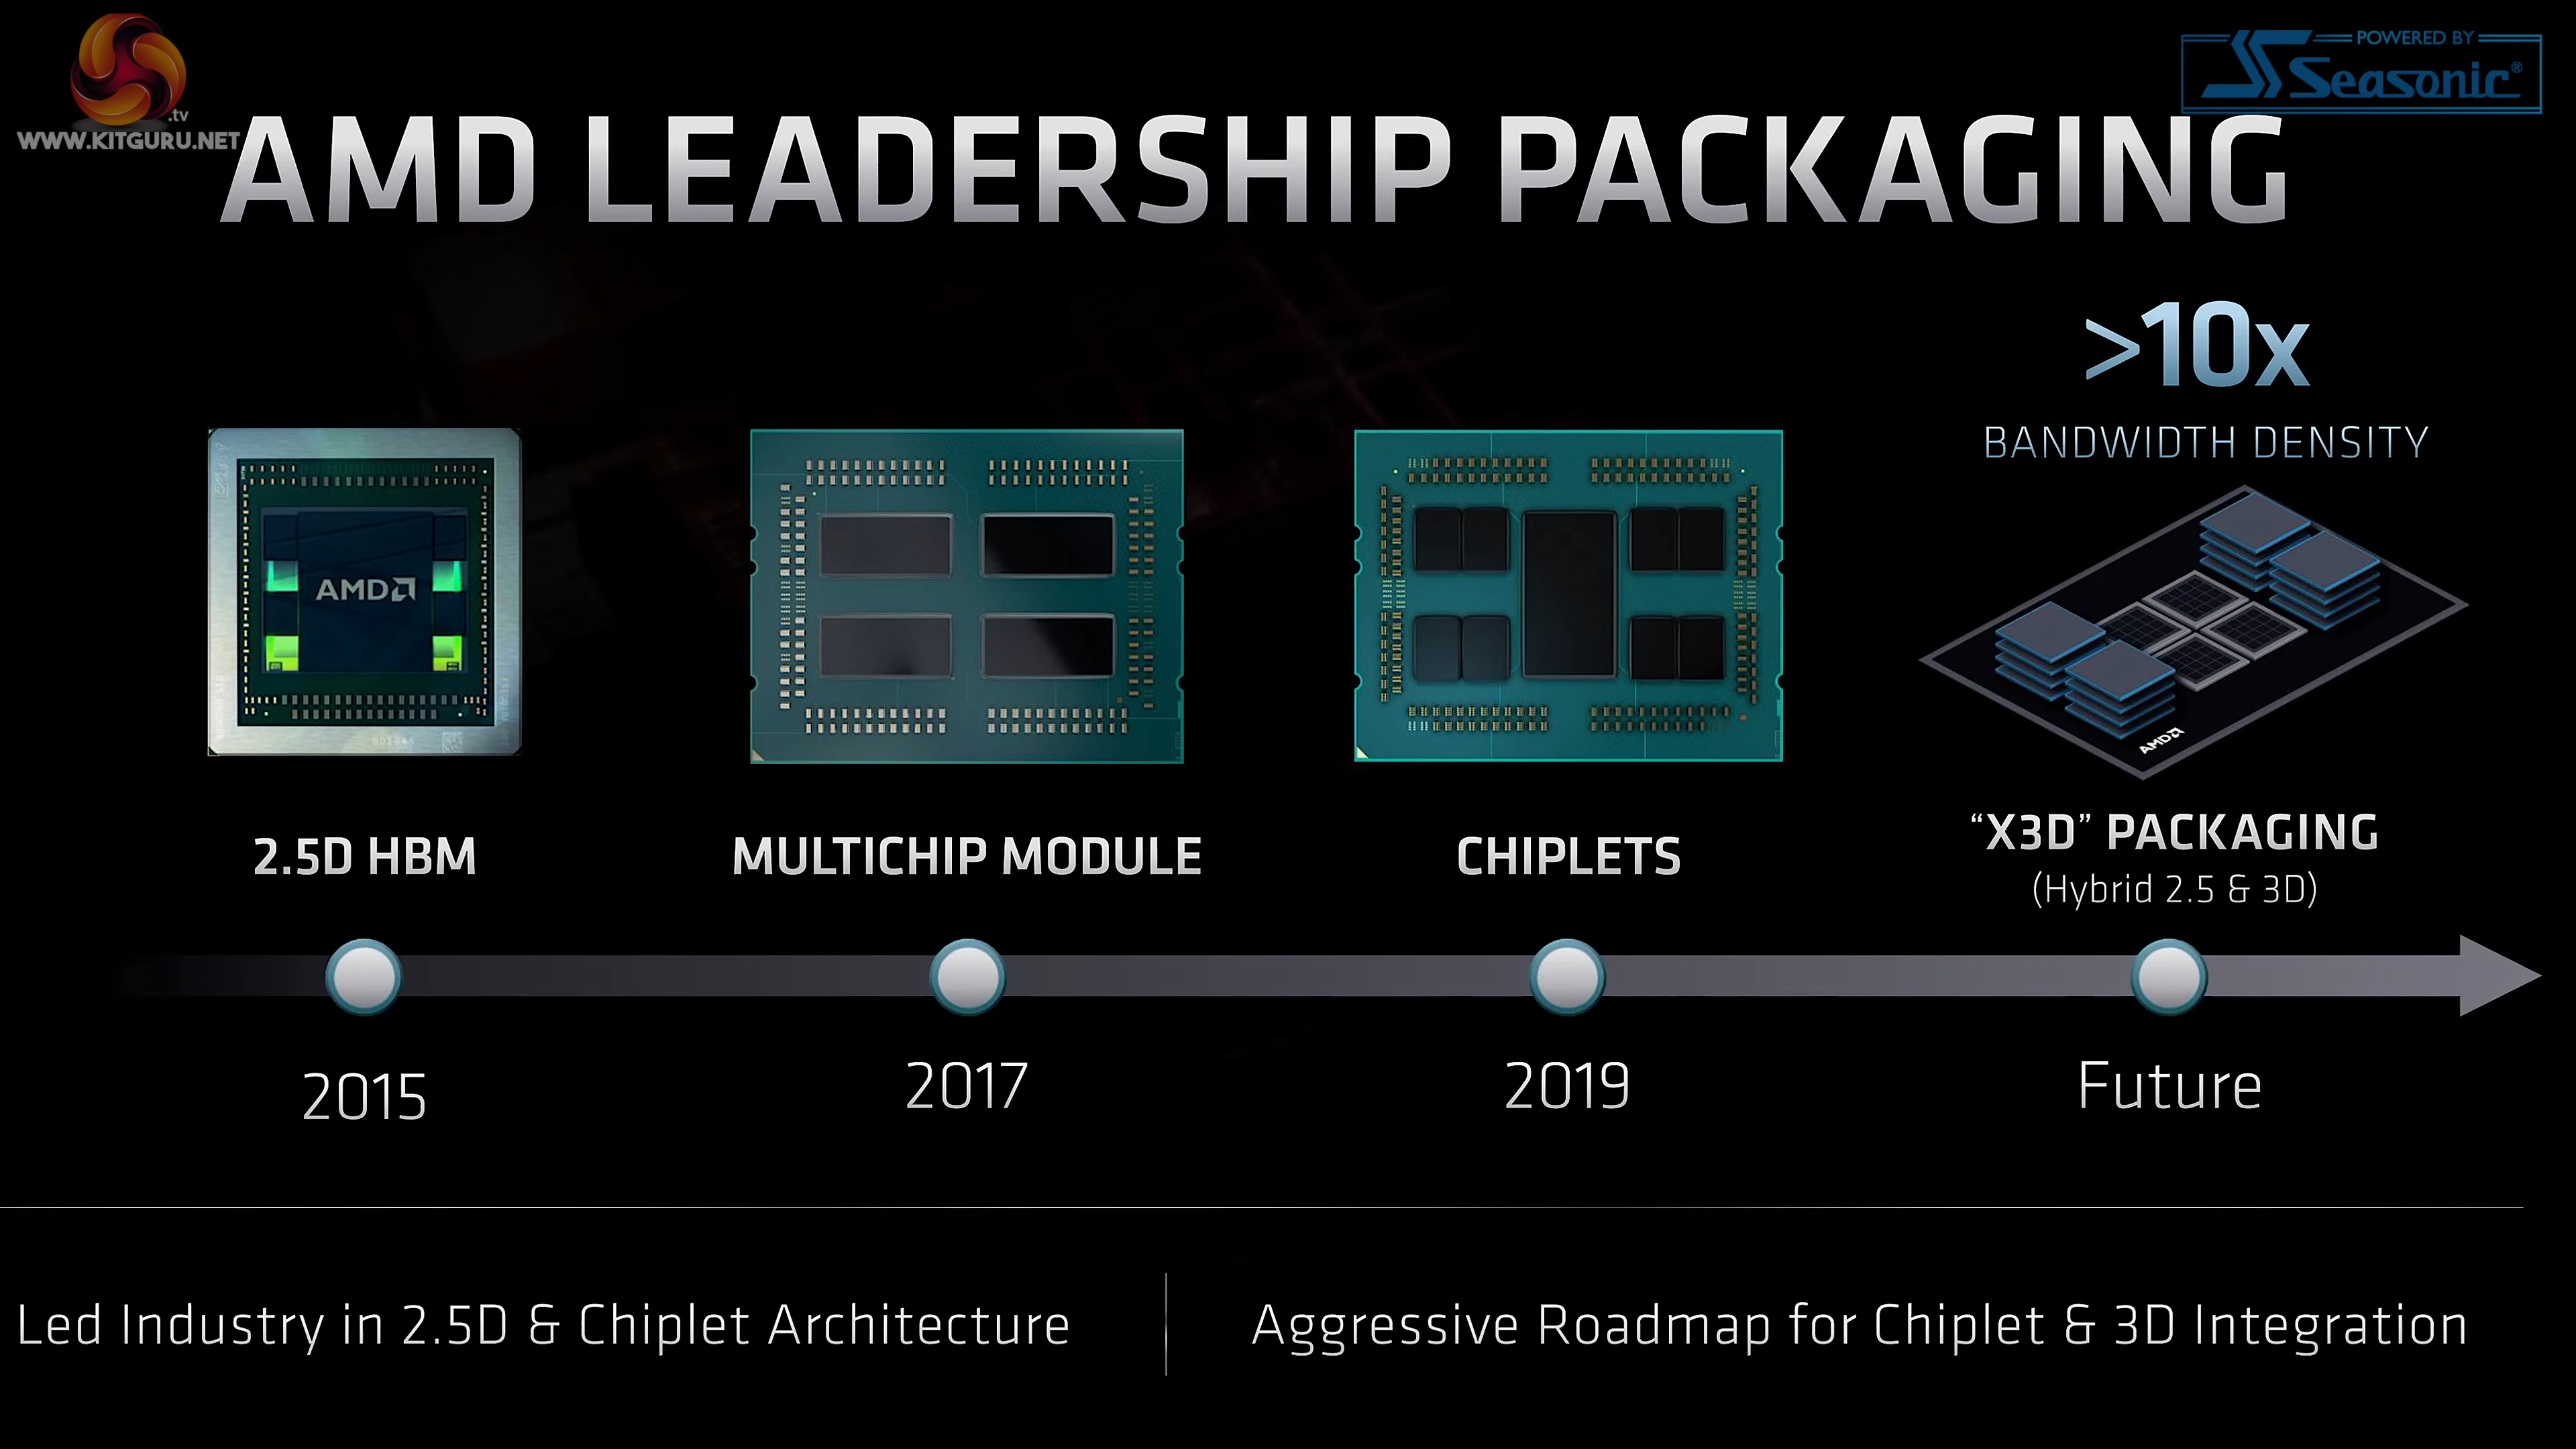 .tv
WWW.KITGURU.NET
POWERED BY
Seasonic®
AMD LEADERSHIP PACKAGING
>10x
BANDWIDTH DENSITY
AMD
AMD
2.5D HBM
MULTICHIP MODULE
CHIPLETS
“X3D” PACKAGING
(Hybrid 2.5 & 3D)
2015
2017
2019
Future
Led Industry in 2.5D & Chiplet Architecture
Aggressive Roadmap for Chiplet & 3D Integration